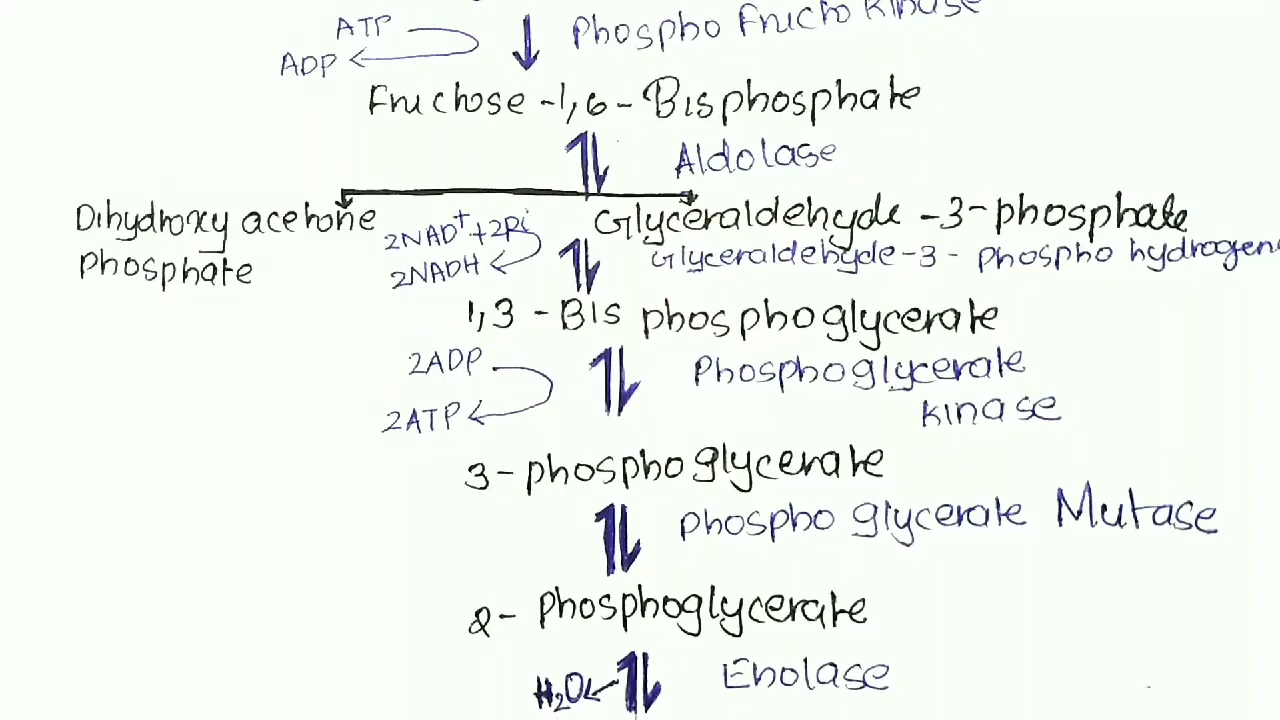 ATP
Phospho Fructo Kinase
ADP
Fructose -1,6- Bisphosphate
Aldolase
Dihydroxy acetone
phosphate
2NAD⁺+2Pi
2NADH
Glyceraldehyde -3-phosphate
Glyceraldehyde-3- phospho hydrogen
1,3 - Bis phosphoglycerate
2ADP
2ATP
Phosphoglycerate
kinase
3-phosphoglycerate
Phospho glycerate Mutase
2- Phosphoglycerate
H₂O
Enolase